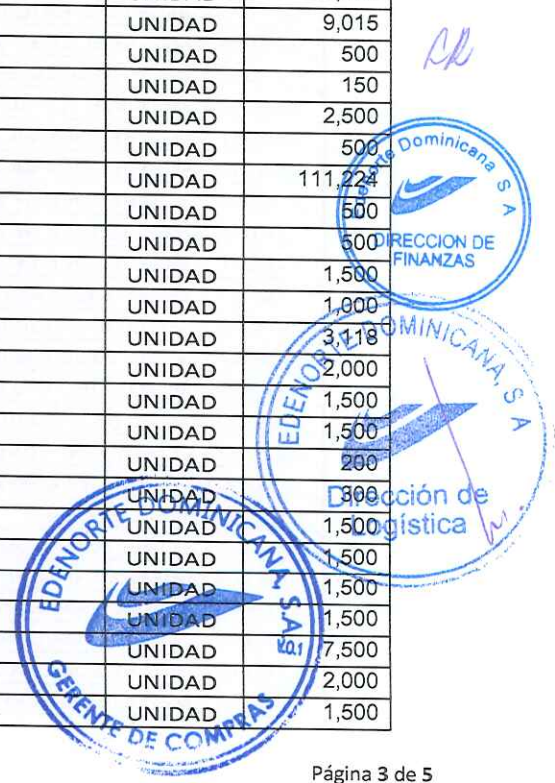 UNIDAD 9,015
UNIDAD 500
UNIDAD 150
UNIDAD 2,500
UNIDAD 500
UNIDAD 111,224
UNIDAD 500
UNIDAD 500
UNIDAD 1,500
UNIDAD 1,000
UNIDAD 3,118
UNIDAD 2,000
UNIDAD 1,500
UNIDAD 1,500
UNIDAD 200
UNIDAD 300
UNIDAD 1,500
UNIDAD 1,500
UNIDAD 1,500
UNIDAD 1,500
UNIDAD 7,500
UNIDAD 2,000
UNIDAD 1,500
Edenorte Dominicana S A
DIRECCION DE
FINANZAS
EDENORTE DOMINICANA, S A
Dirección de
Logística
EDENORTE DOMINICANA, S.A.
GERENTE DE COMPRAS
Página 3 de 5